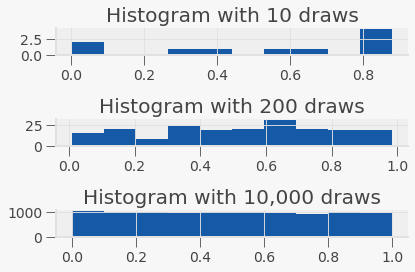 Histogram with 10 draws
2.5
0.0
0.0 0.2 0.4 0.6 0.8
Histogram with 200 draws
25
0
0.0 0.2 0.4 0.6 0.8 1.0
Histogram with 10,000 draws
1000
0
0.0 0.2 0.4 0.6 0.8 1.0